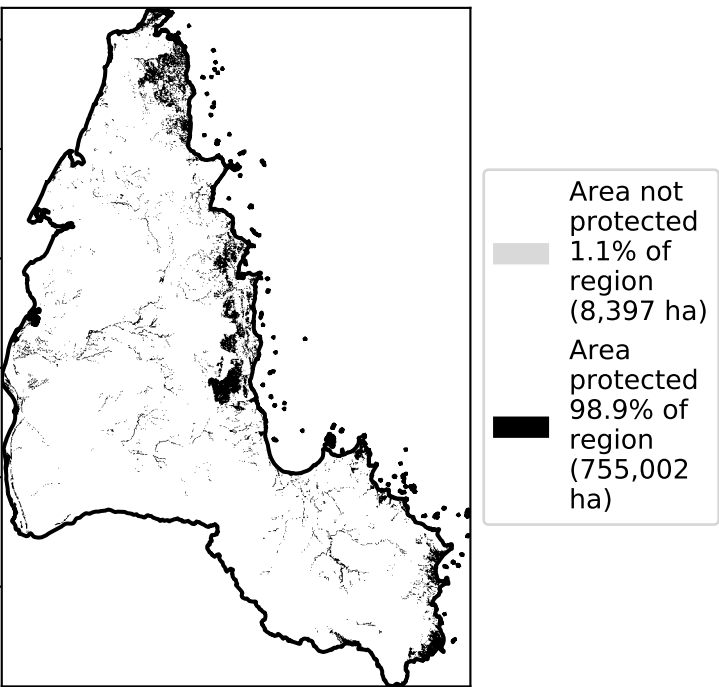 Area not
protected
1.1% of
region
(8,397 ha)
Area
protected
98.9% of
region
(755,002
ha)